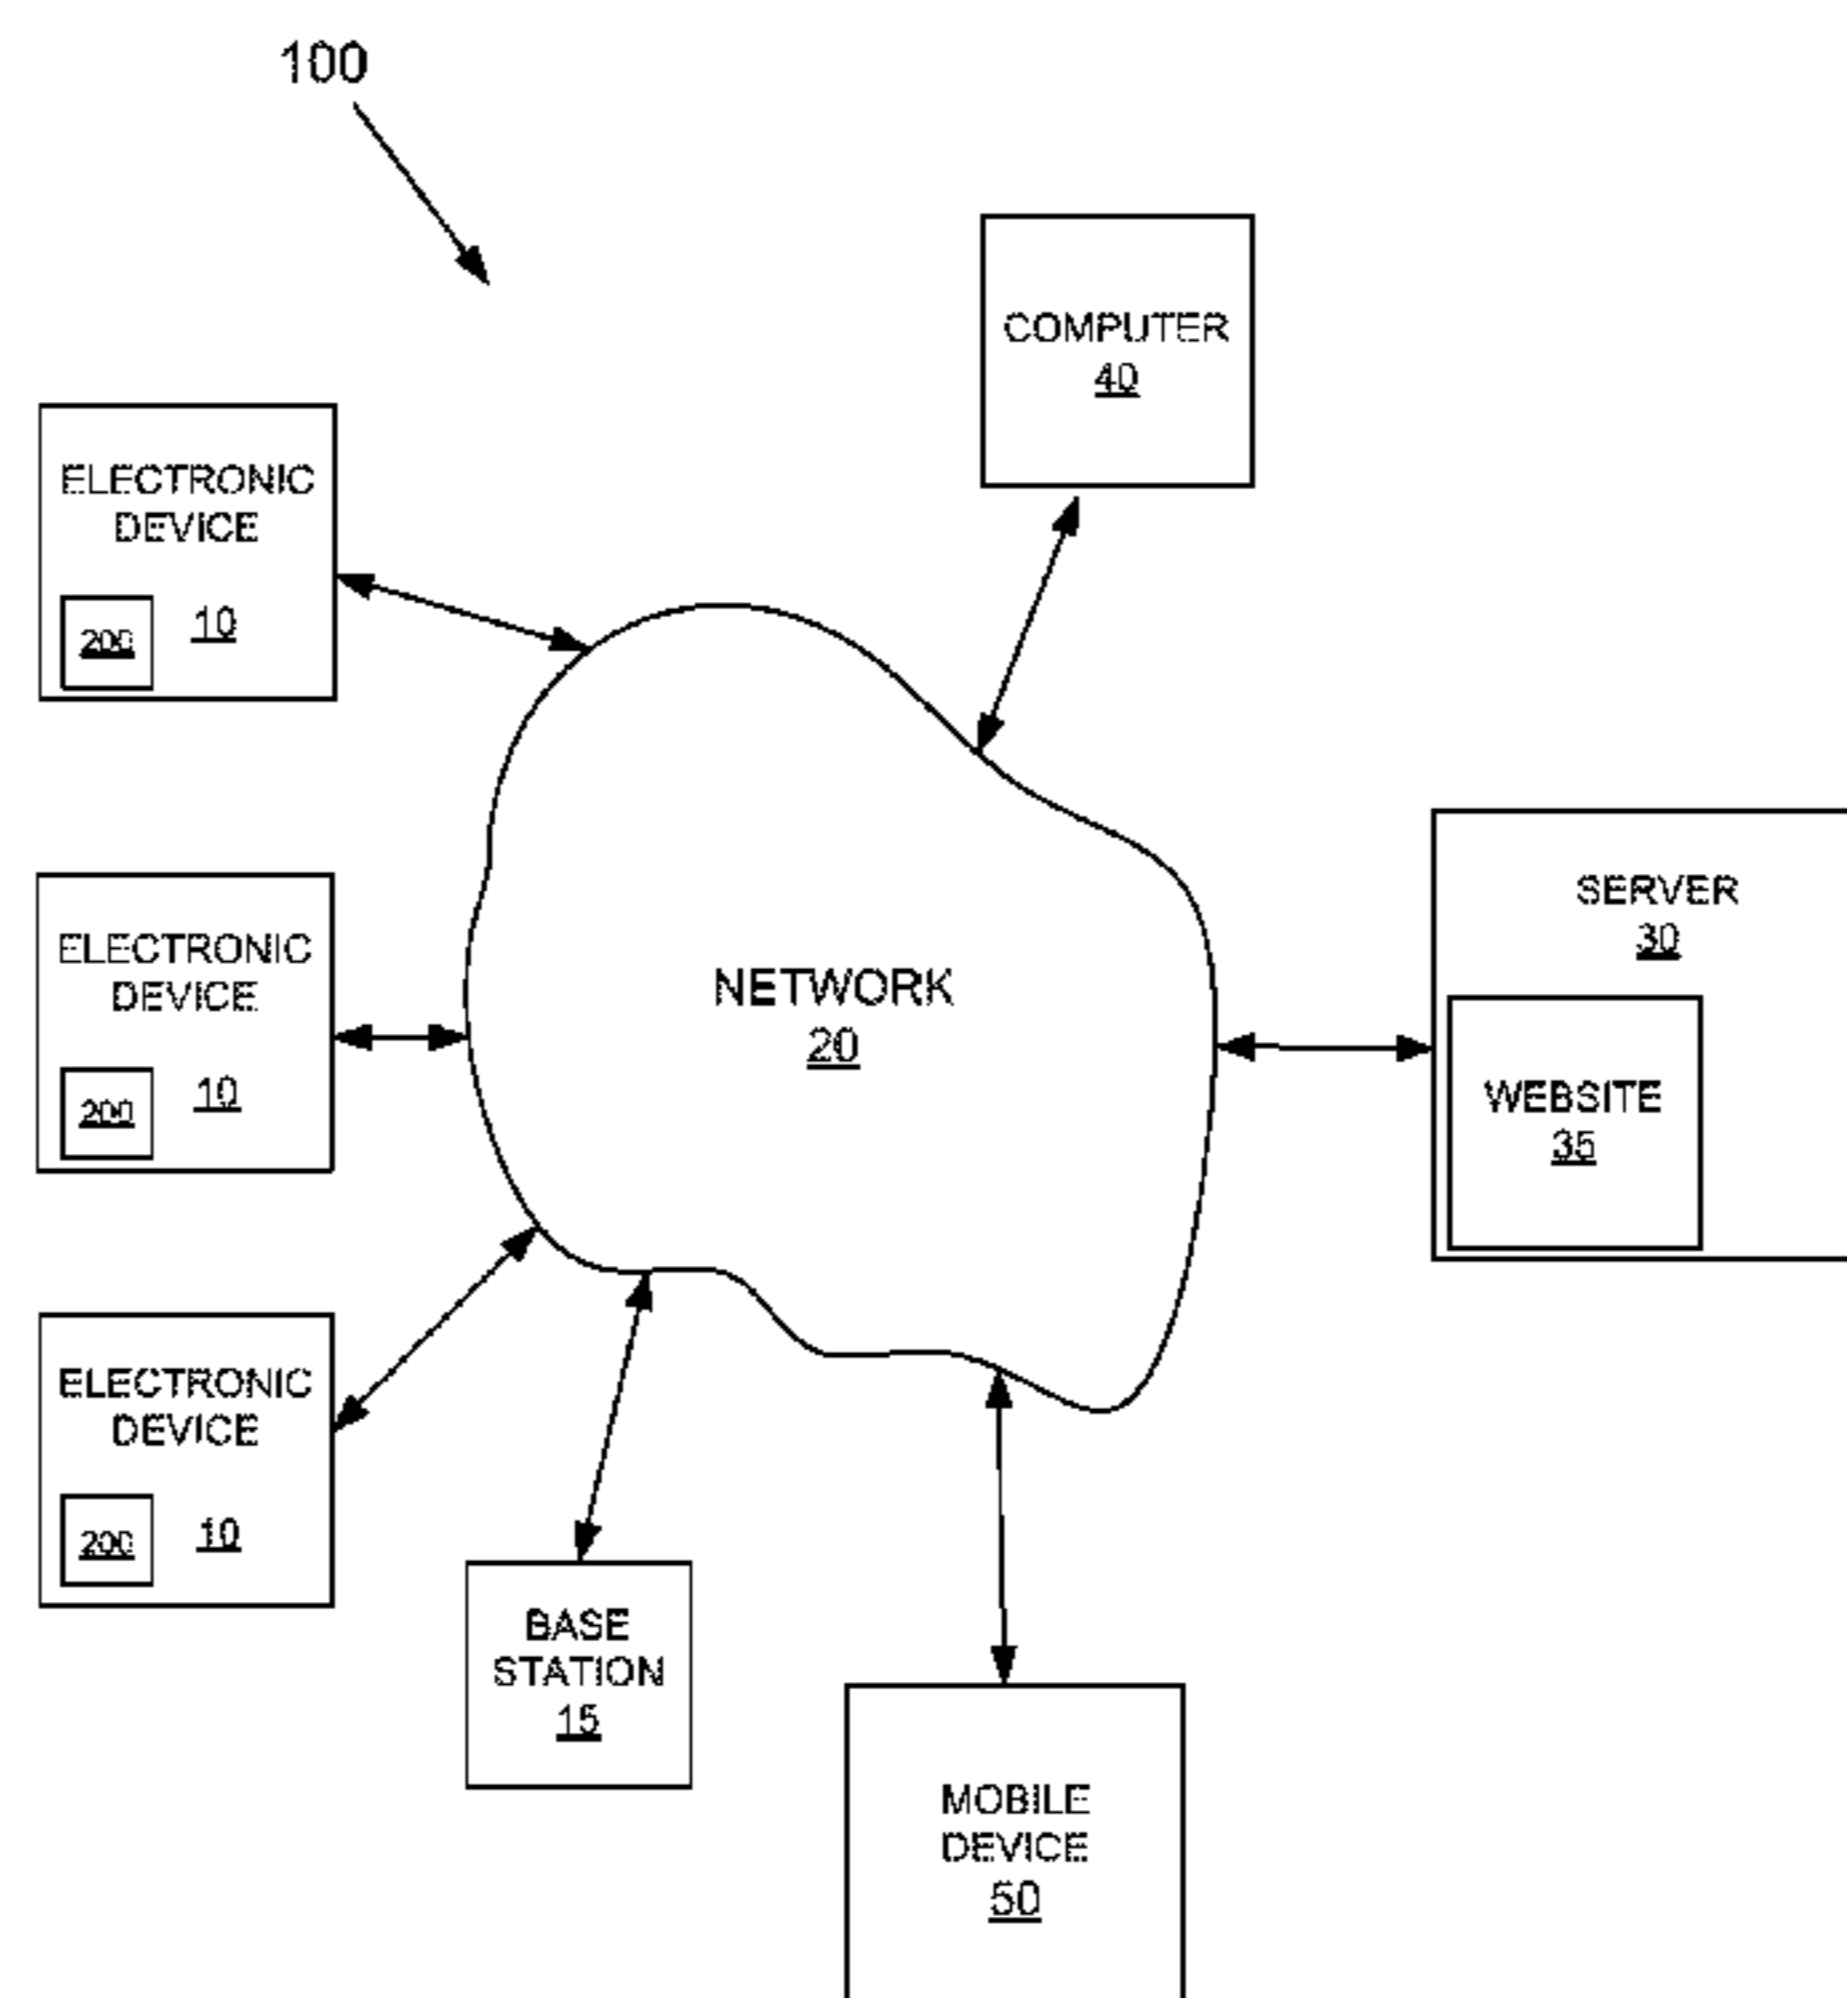 100
COMPUTER
40
ELECTRONIC
DEVICE
200 10
ELECTRONIC
DEVICE
200 10
NETWORK
20
SERVER
30
WEBSITE
35
ELECTRONIC
DEVICE
200 10
BASE
STATION
15
MOBILE
DEVICE
50